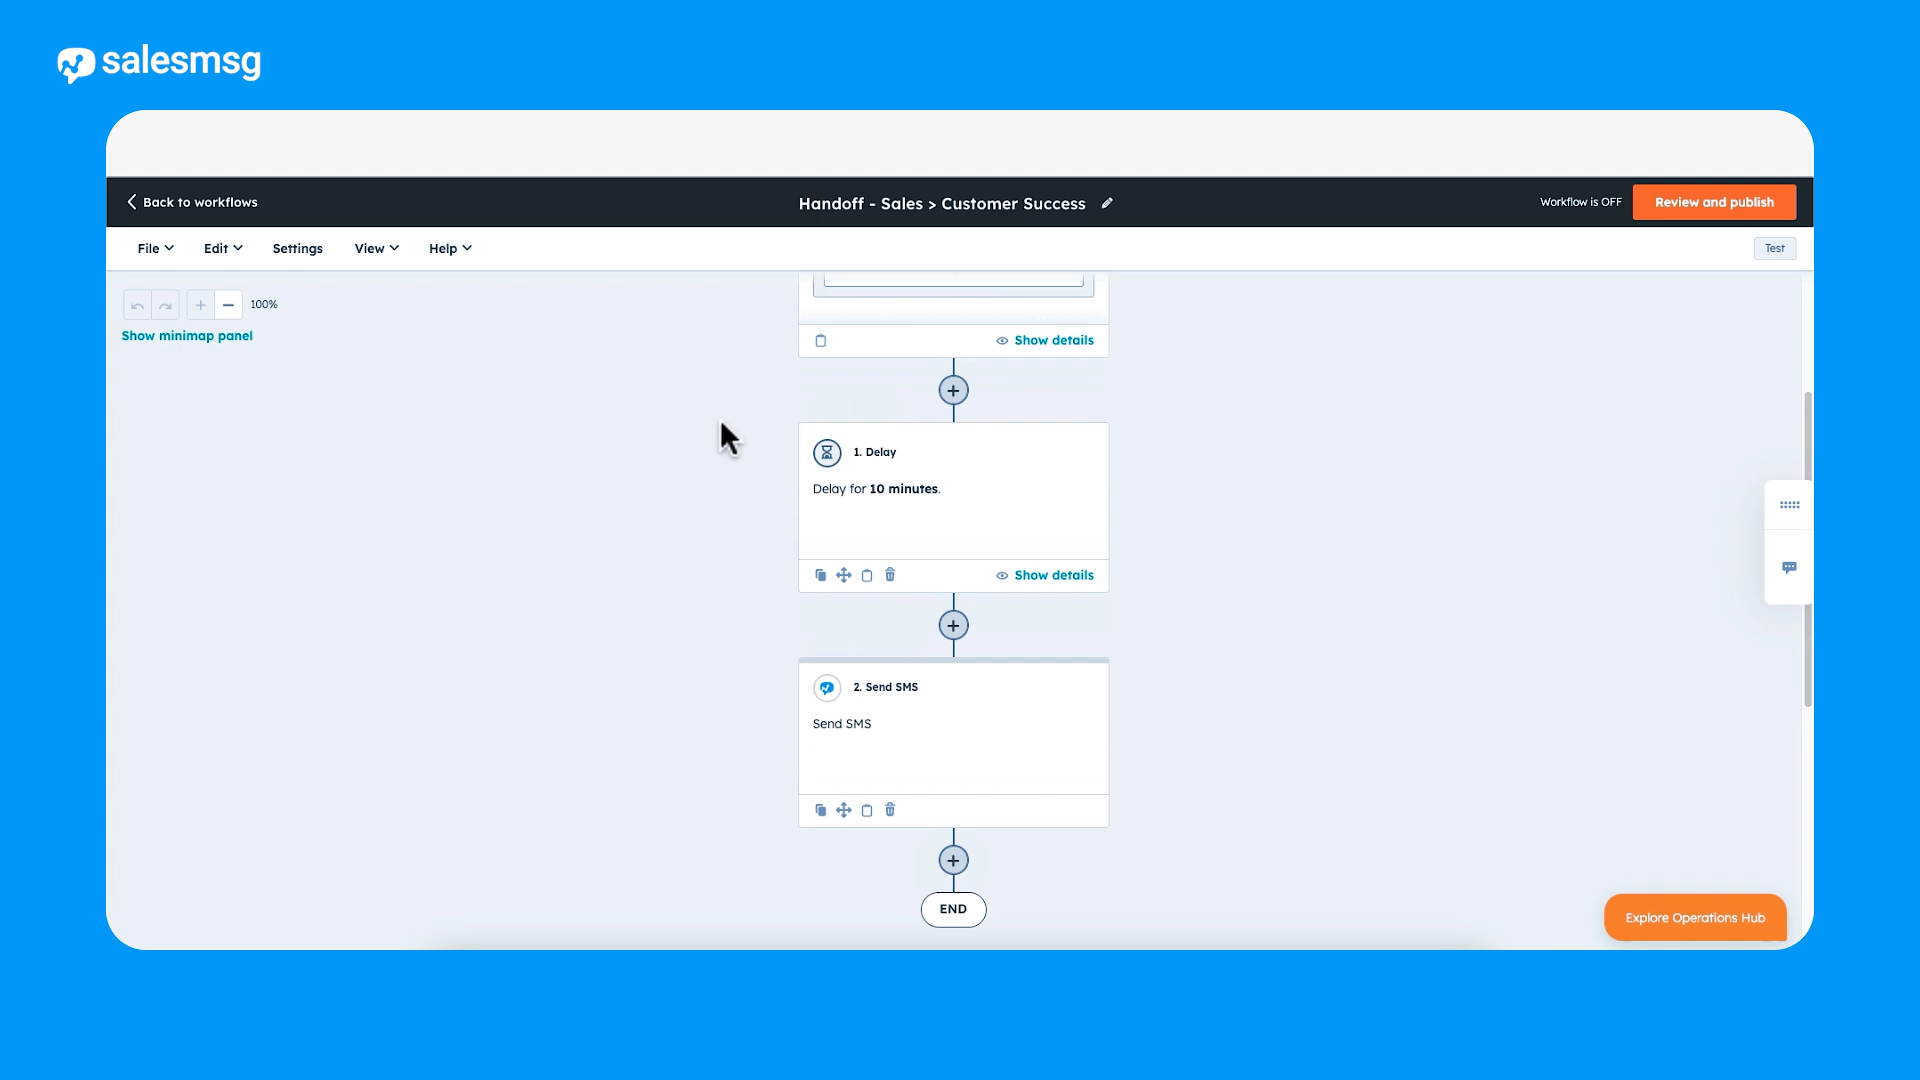 salesmsg
Back to workflows
Handoff - Sales > Customer Success
Workflow is OFF
Review and publish
File
Edit
Settings
View
Help
Test
100%
Show minimap panel
Show details
1. Delay
Delay for 10 minutes.
Show details
2. Send SMS
Send SMS
END
Explore Operations Hub